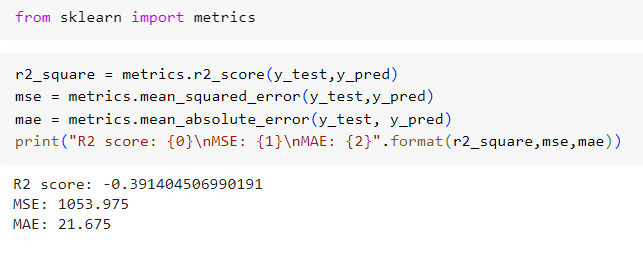 from sklearn import metrics
r2_square = metrics.r2_score(y_test,y_pred)
mse = metrics.mean_squared_error(y_test,y_pred)
mae = metrics.mean_absolute_error(y_test, y_pred)
print("R2 score: {0}\nMSE: {1}\nMAE: {2}".format(r2_square,mse,mae))
R2 score: -0.391404506990191
MSE: 1053.975
MAE: 21.675